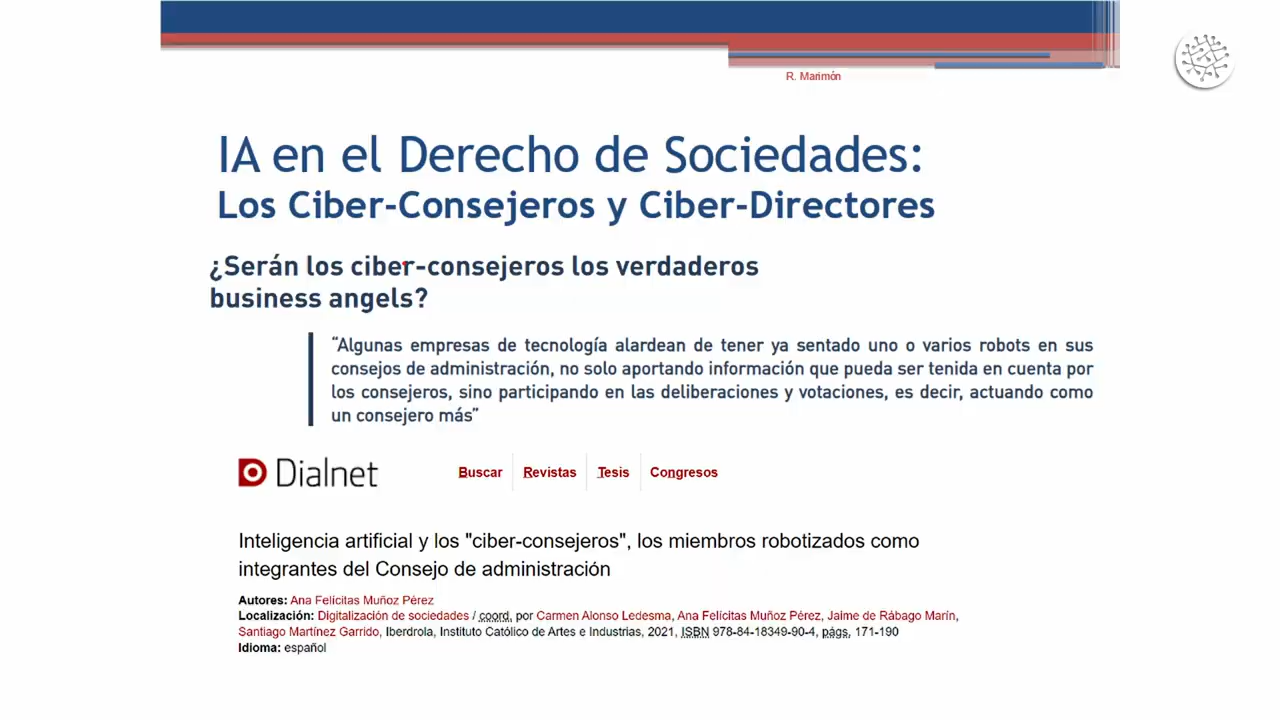 R. Marimón
IA en el Derecho de Sociedades:
Los Ciber-Consejeros y Ciber-Directores
¿Serán los ciber-consejeros los verdaderos
business angels?
“Algunas empresas de tecnología alardean de tener ya sentado uno o varios robots en sus
consejos de administración, no solo aportando información que pueda ser tenida en cuenta por
los consejeros, sino participando en las deliberaciones y votaciones, es decir, actuando como
un consejero más”
Dialnet
Buscar Revistas Tesis Congresos
Inteligencia artificial y los "ciber-consejeros", los miembros robotizados como
integrantes del Consejo de administración
Autores: Ana Felícitas Muñoz Pérez
Localización: Digitalización de sociedades / coord. por Carmen Alonso Ledesma, Ana Felícitas Muñoz Pérez, Jaime de Rábago Marín,
Santiago Martínez Garrido, Iberdrola, Instituto Católico de Artes e Industrias, 2021, ISBN 978-84-18349-90-4, págs. 171-190
Idioma: español